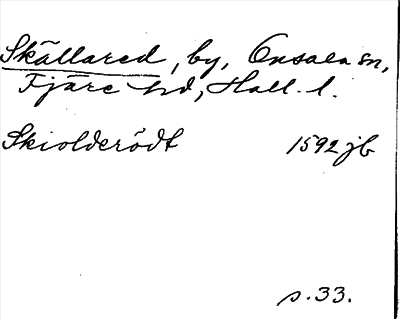 Skällared, by, Onsala sn,
Fjäre hd, Hall. l.
Skiolderödt 1592 jb
s. 33.